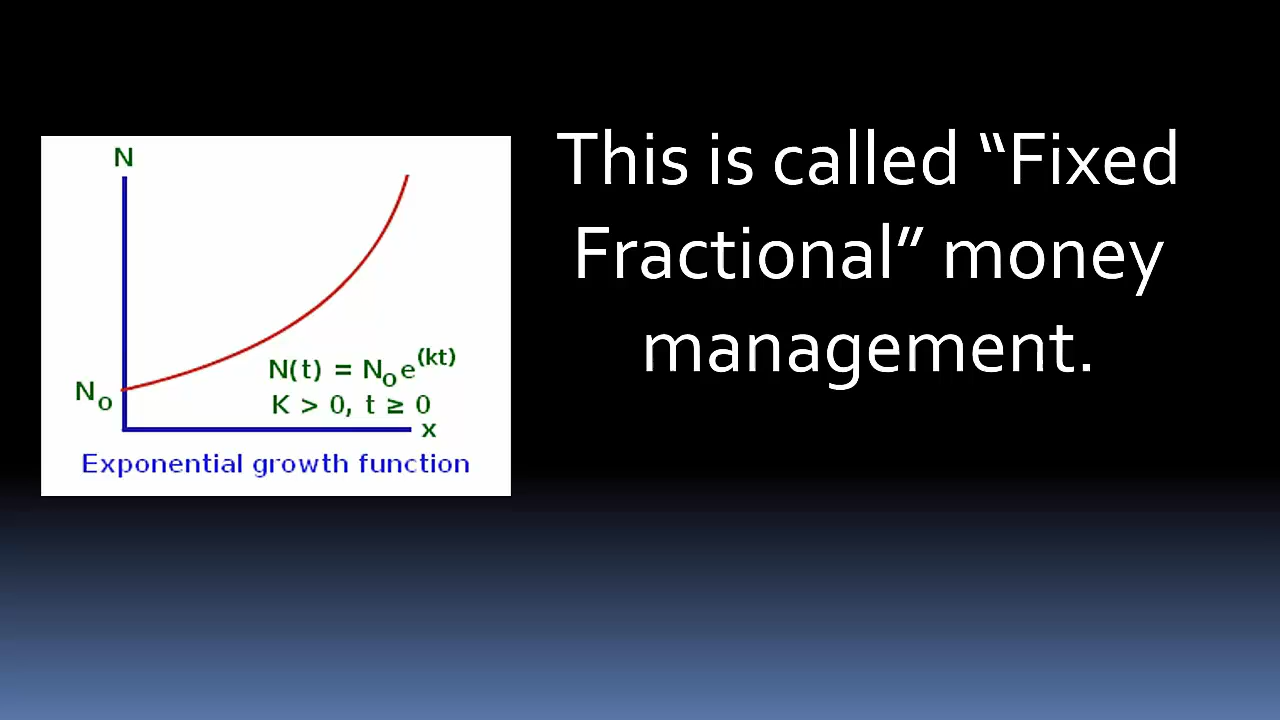 N
N₀
N(t) = N₀e^(kt)
K > 0, t ≥ 0
x
Exponential growth function
This is called “Fixed
Fractional” money
management.